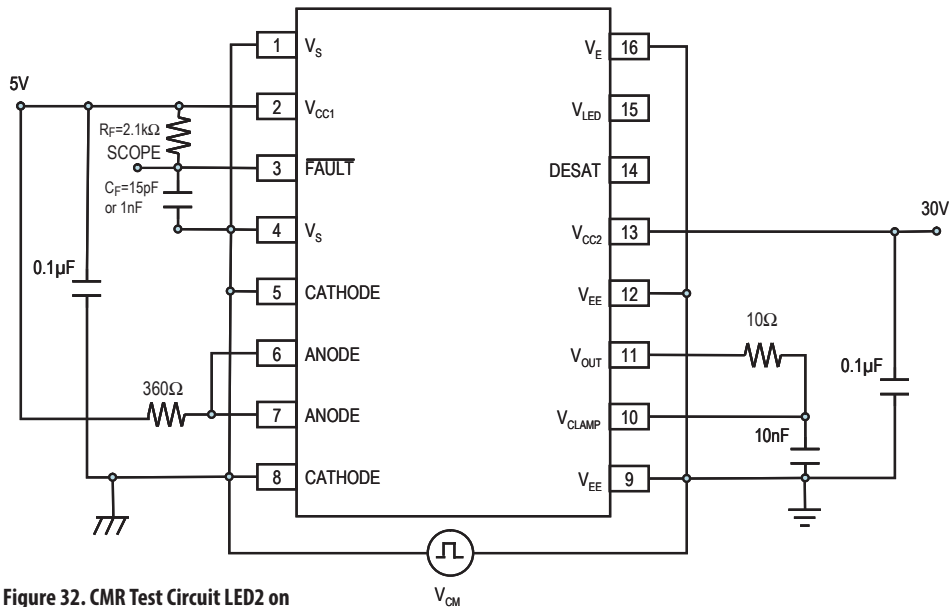 1 V_S
V_E 16
5V
2 V_CC1
V_LED 15
R_F=2.1kΩ
SCOPE
3 F̅A̅U̅L̅T̅
DESAT 14
C_F=15pF
or 1nF
4 V_S
V_CC2 13
30V
0.1µF
5 CATHODE
V_EE 12
6 ANODE
V_OUT 11
10Ω
0.1µF
360Ω
7 ANODE
V_CLAMP 10
10nF
8 CATHODE
V_EE 9
V_CM
Figure 32. CMR Test Circuit LED2 on